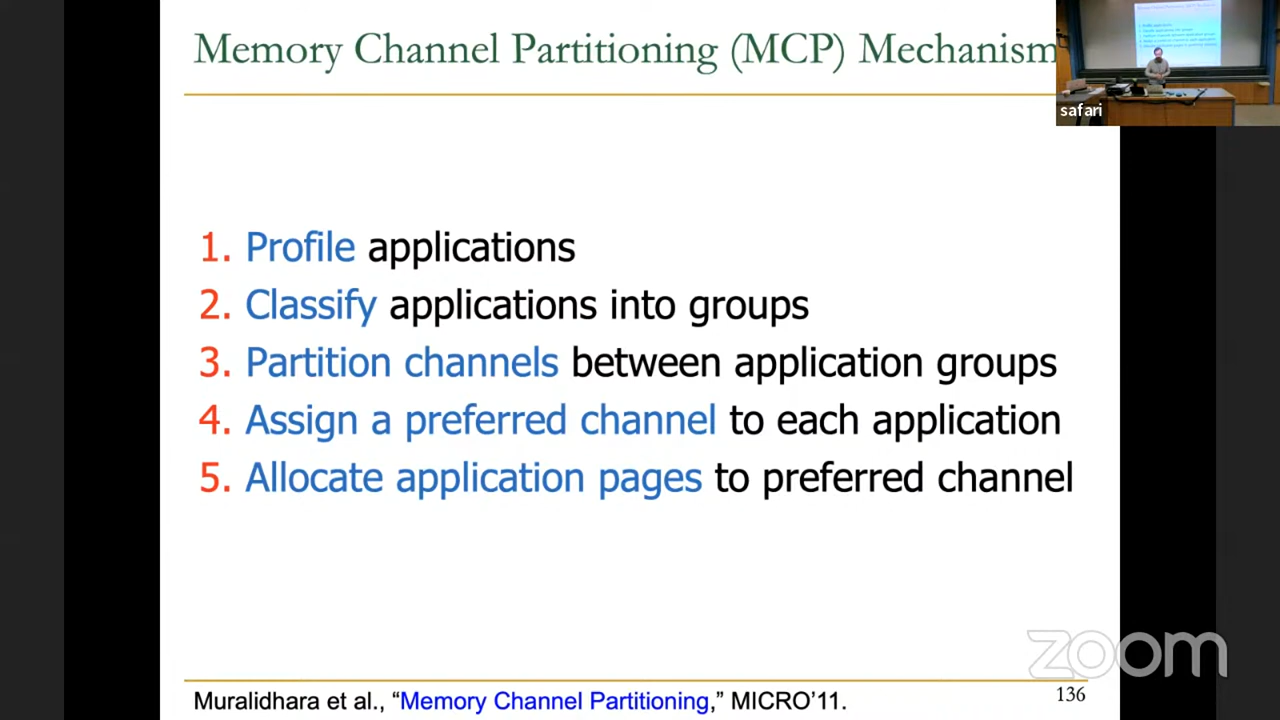 Memory Channel Partitioning (MCP) Mechanism
safari
1. Profile applications
2. Classify applications into groups
3. Partition channels between application groups
4. Assign a preferred channel to each application
5. Allocate application pages to preferred channel
zoom
Muralidhara et al., “Memory Channel Partitioning,” MICRO’11.
136